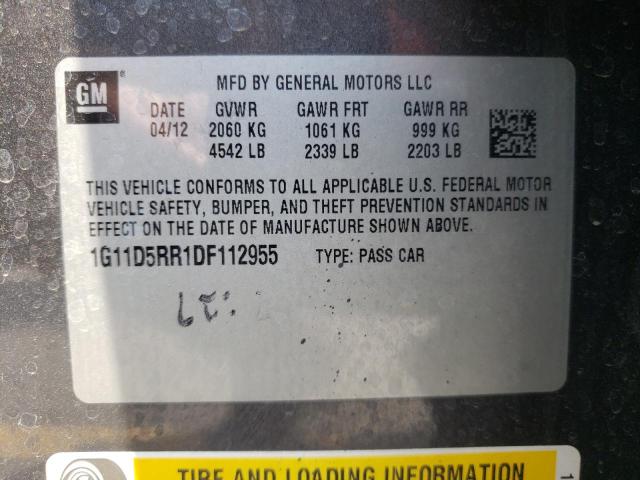 GM
MFD BY GENERAL MOTORS LLC
DATE GVWR GAWR FRT GAWR RR
04/12 2060 KG 1061 KG 999 KG
4542 LB 2339 LB 2203 LB
THIS VEHICLE CONFORMS TO ALL APPLICABLE U.S. FEDERAL MOTOR
VEHICLE SAFETY, BUMPER, AND THEFT PREVENTION STANDARDS IN
EFFECT ON THE DATE OF MANUFACTURE SHOWN ABOVE.
1G11D5RR1DF112955 TYPE: PASS CAR
TIRE AND LOADING INFORMATION